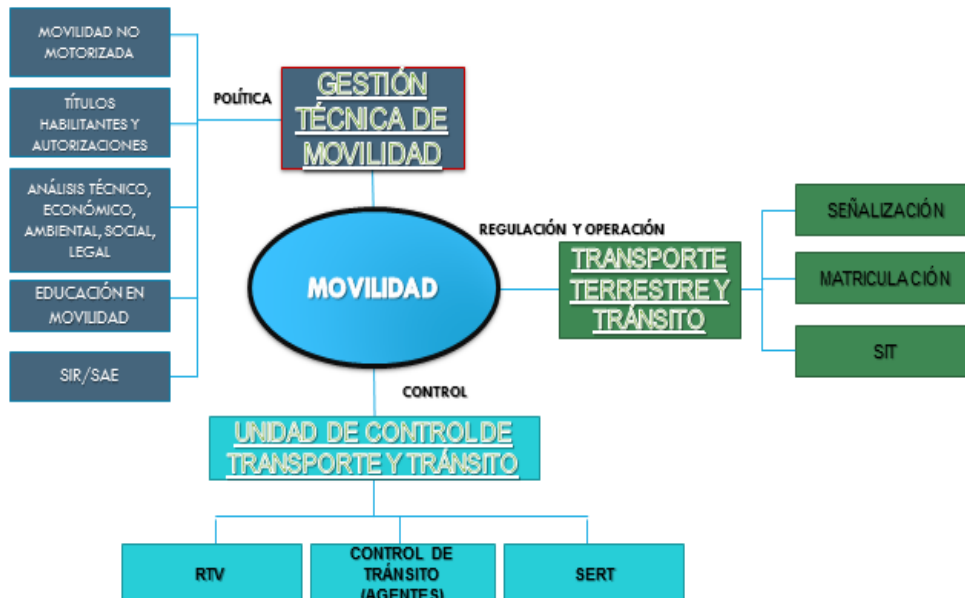 MOVILIDAD NO
MOTORIZADA
TÍTULOS
HABILITANTES Y
AUTORIZACIONES
ANÁLISIS TÉCNICO,
ECONÓMICO,
AMBIENTAL, SOCIAL,
LEGAL
EDUCACIÓN EN
MOVILIDAD
SIR/SAE
POLÍTICA
GESTIÓN
TÉCNICA DE
MOVILIDAD
MOVILIDAD
REGULACIÓN Y OPERACIÓN
TRANSPORTE
TERRESTRE Y
TRÁNSITO
SEÑALIZACIÓN
MATRICULACIÓN
SIT
CONTROL
UNIDAD DE CONTROL DE
TRANSPORTE Y TRÁNSITO
RTV
CONTROL DE
TRÁNSITO
(AGENTES)
SERT